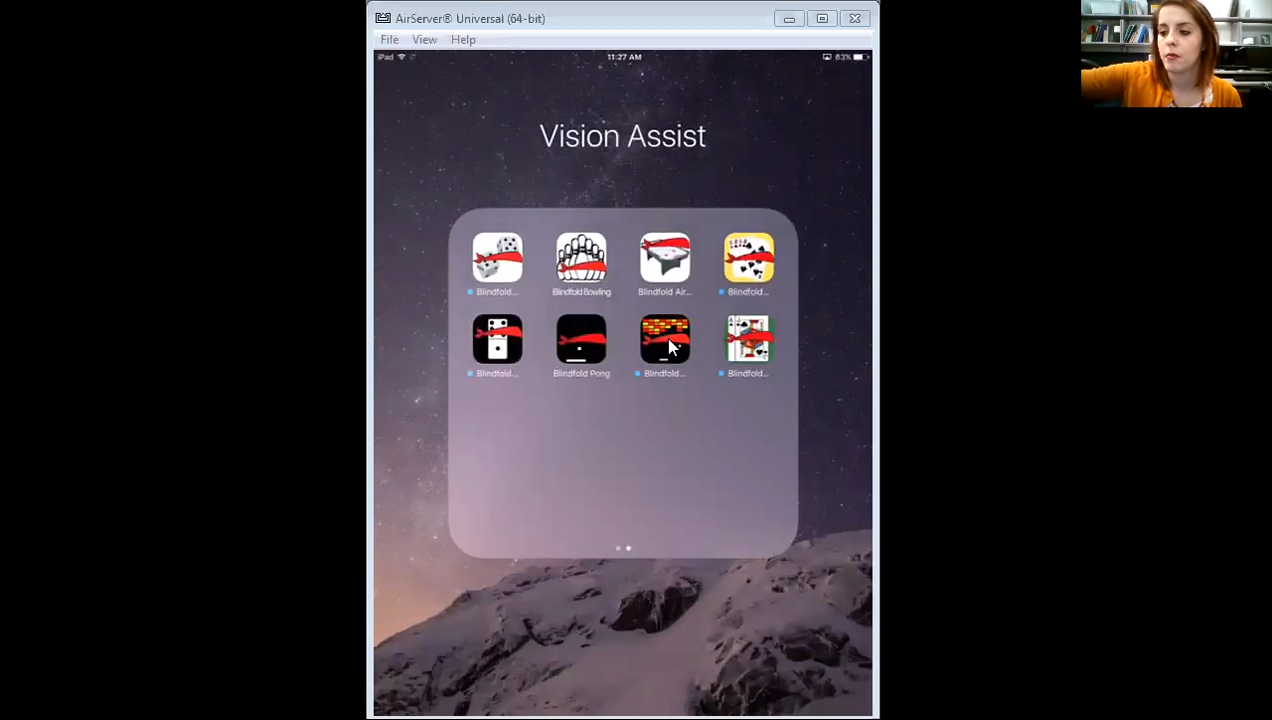 AirServer® Universal (64-bit)
File View Help
iPad 11:27 AM 63%
Vision Assist
Blindfold... Blindfold Bowling Blindfold Air... Blindfold...
Blindfold... Blindfold Pong Blindfold... Blindfold...